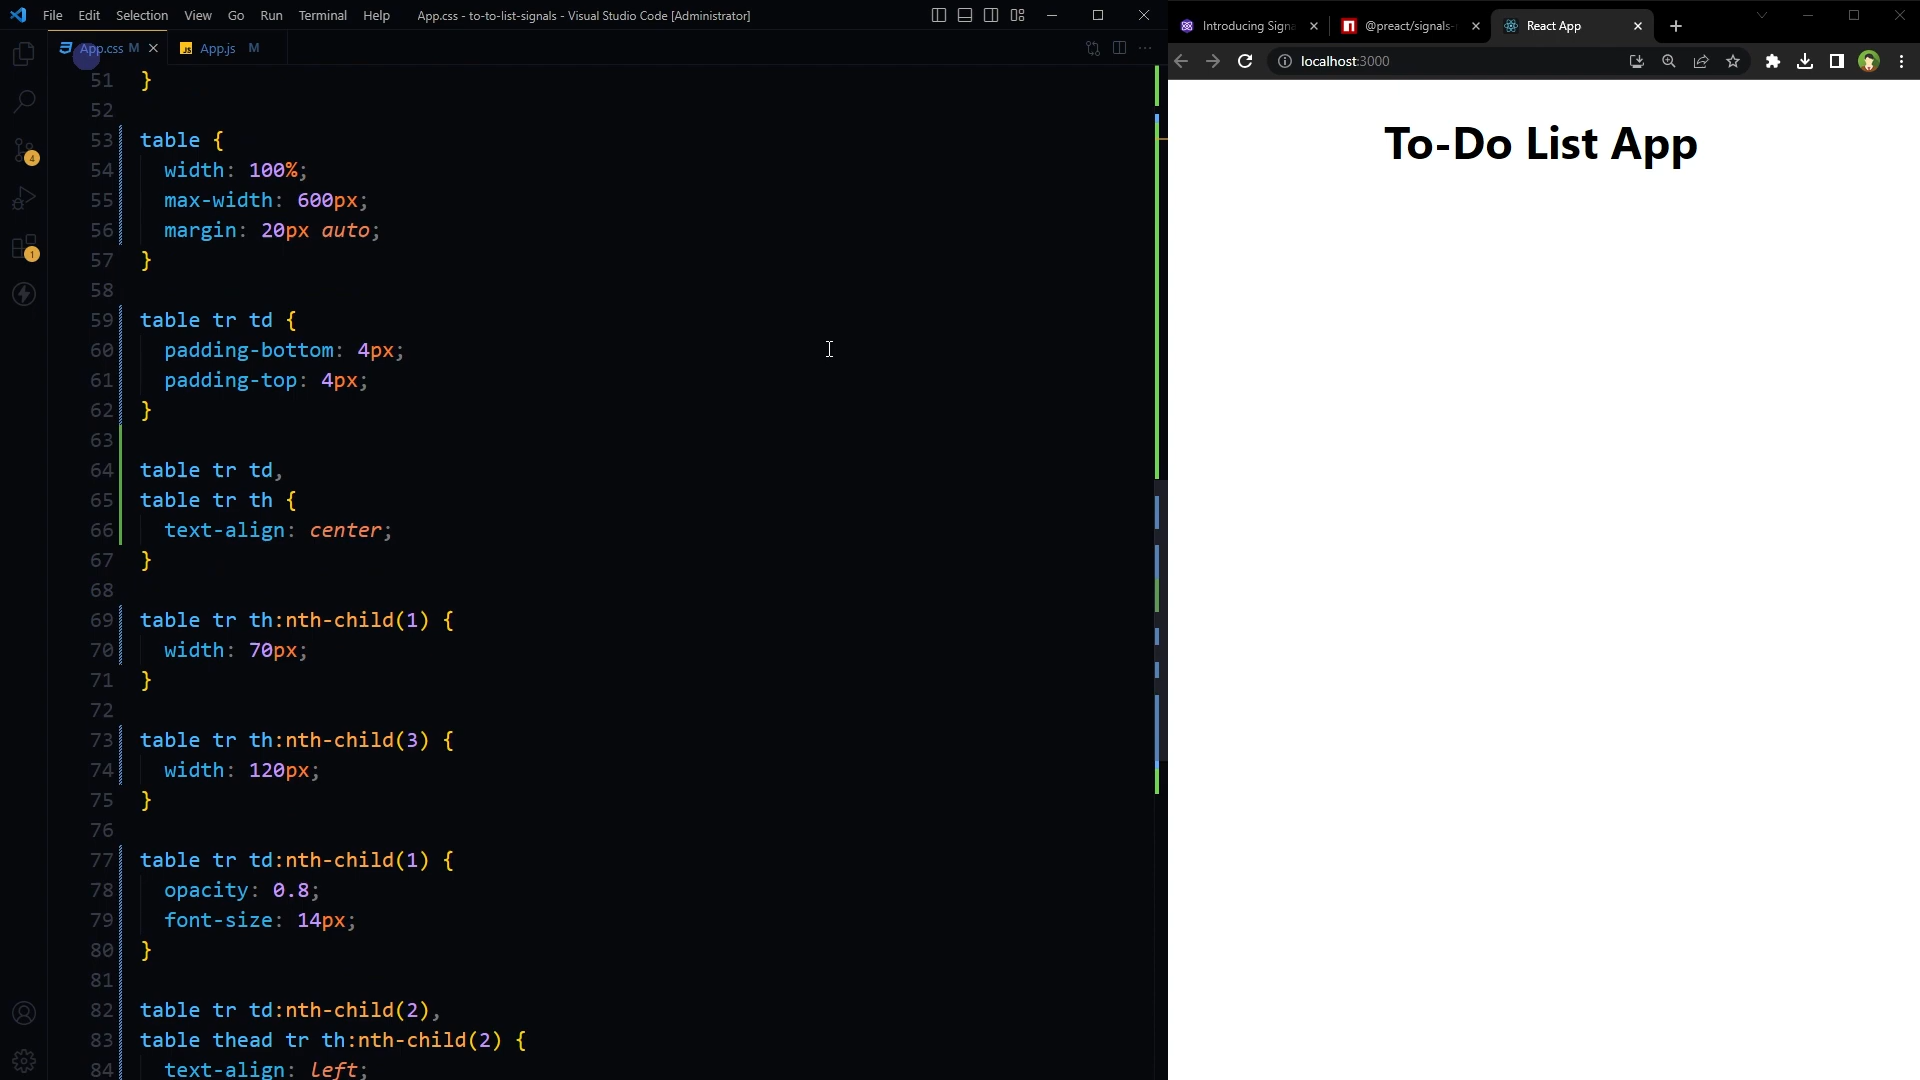 File Edit Selection View Go Run Terminal Help App.css - to-to-list-signals - Visual Studio Code [Administrator]
App.css M
App.js M
51 }
52
53 table {
54 width: 100%;
55 max-width: 600px;
56 margin: 20px auto;
57 }
58
59 table tr td {
60 padding-bottom: 4px;
61 padding-top: 4px;
62 }
63
64 table tr td,
65 table tr th {
66 text-align: center;
67 }
68
69 table tr th:nth-child(1) {
70 width: 70px;
71 }
72
73 table tr th:nth-child(3) {
74 width: 120px;
75 }
76
77 table tr td:nth-child(1) {
78 opacity: 0.8;
79 font-size: 14px;
80 }
81
82 table tr td:nth-child(2),
83 table thead tr th:nth-child(2) {
84 text-align: left;
4
1
JS
Introducing Signa
n
@preact/signals-
React App
localhost:3000
To-Do List App